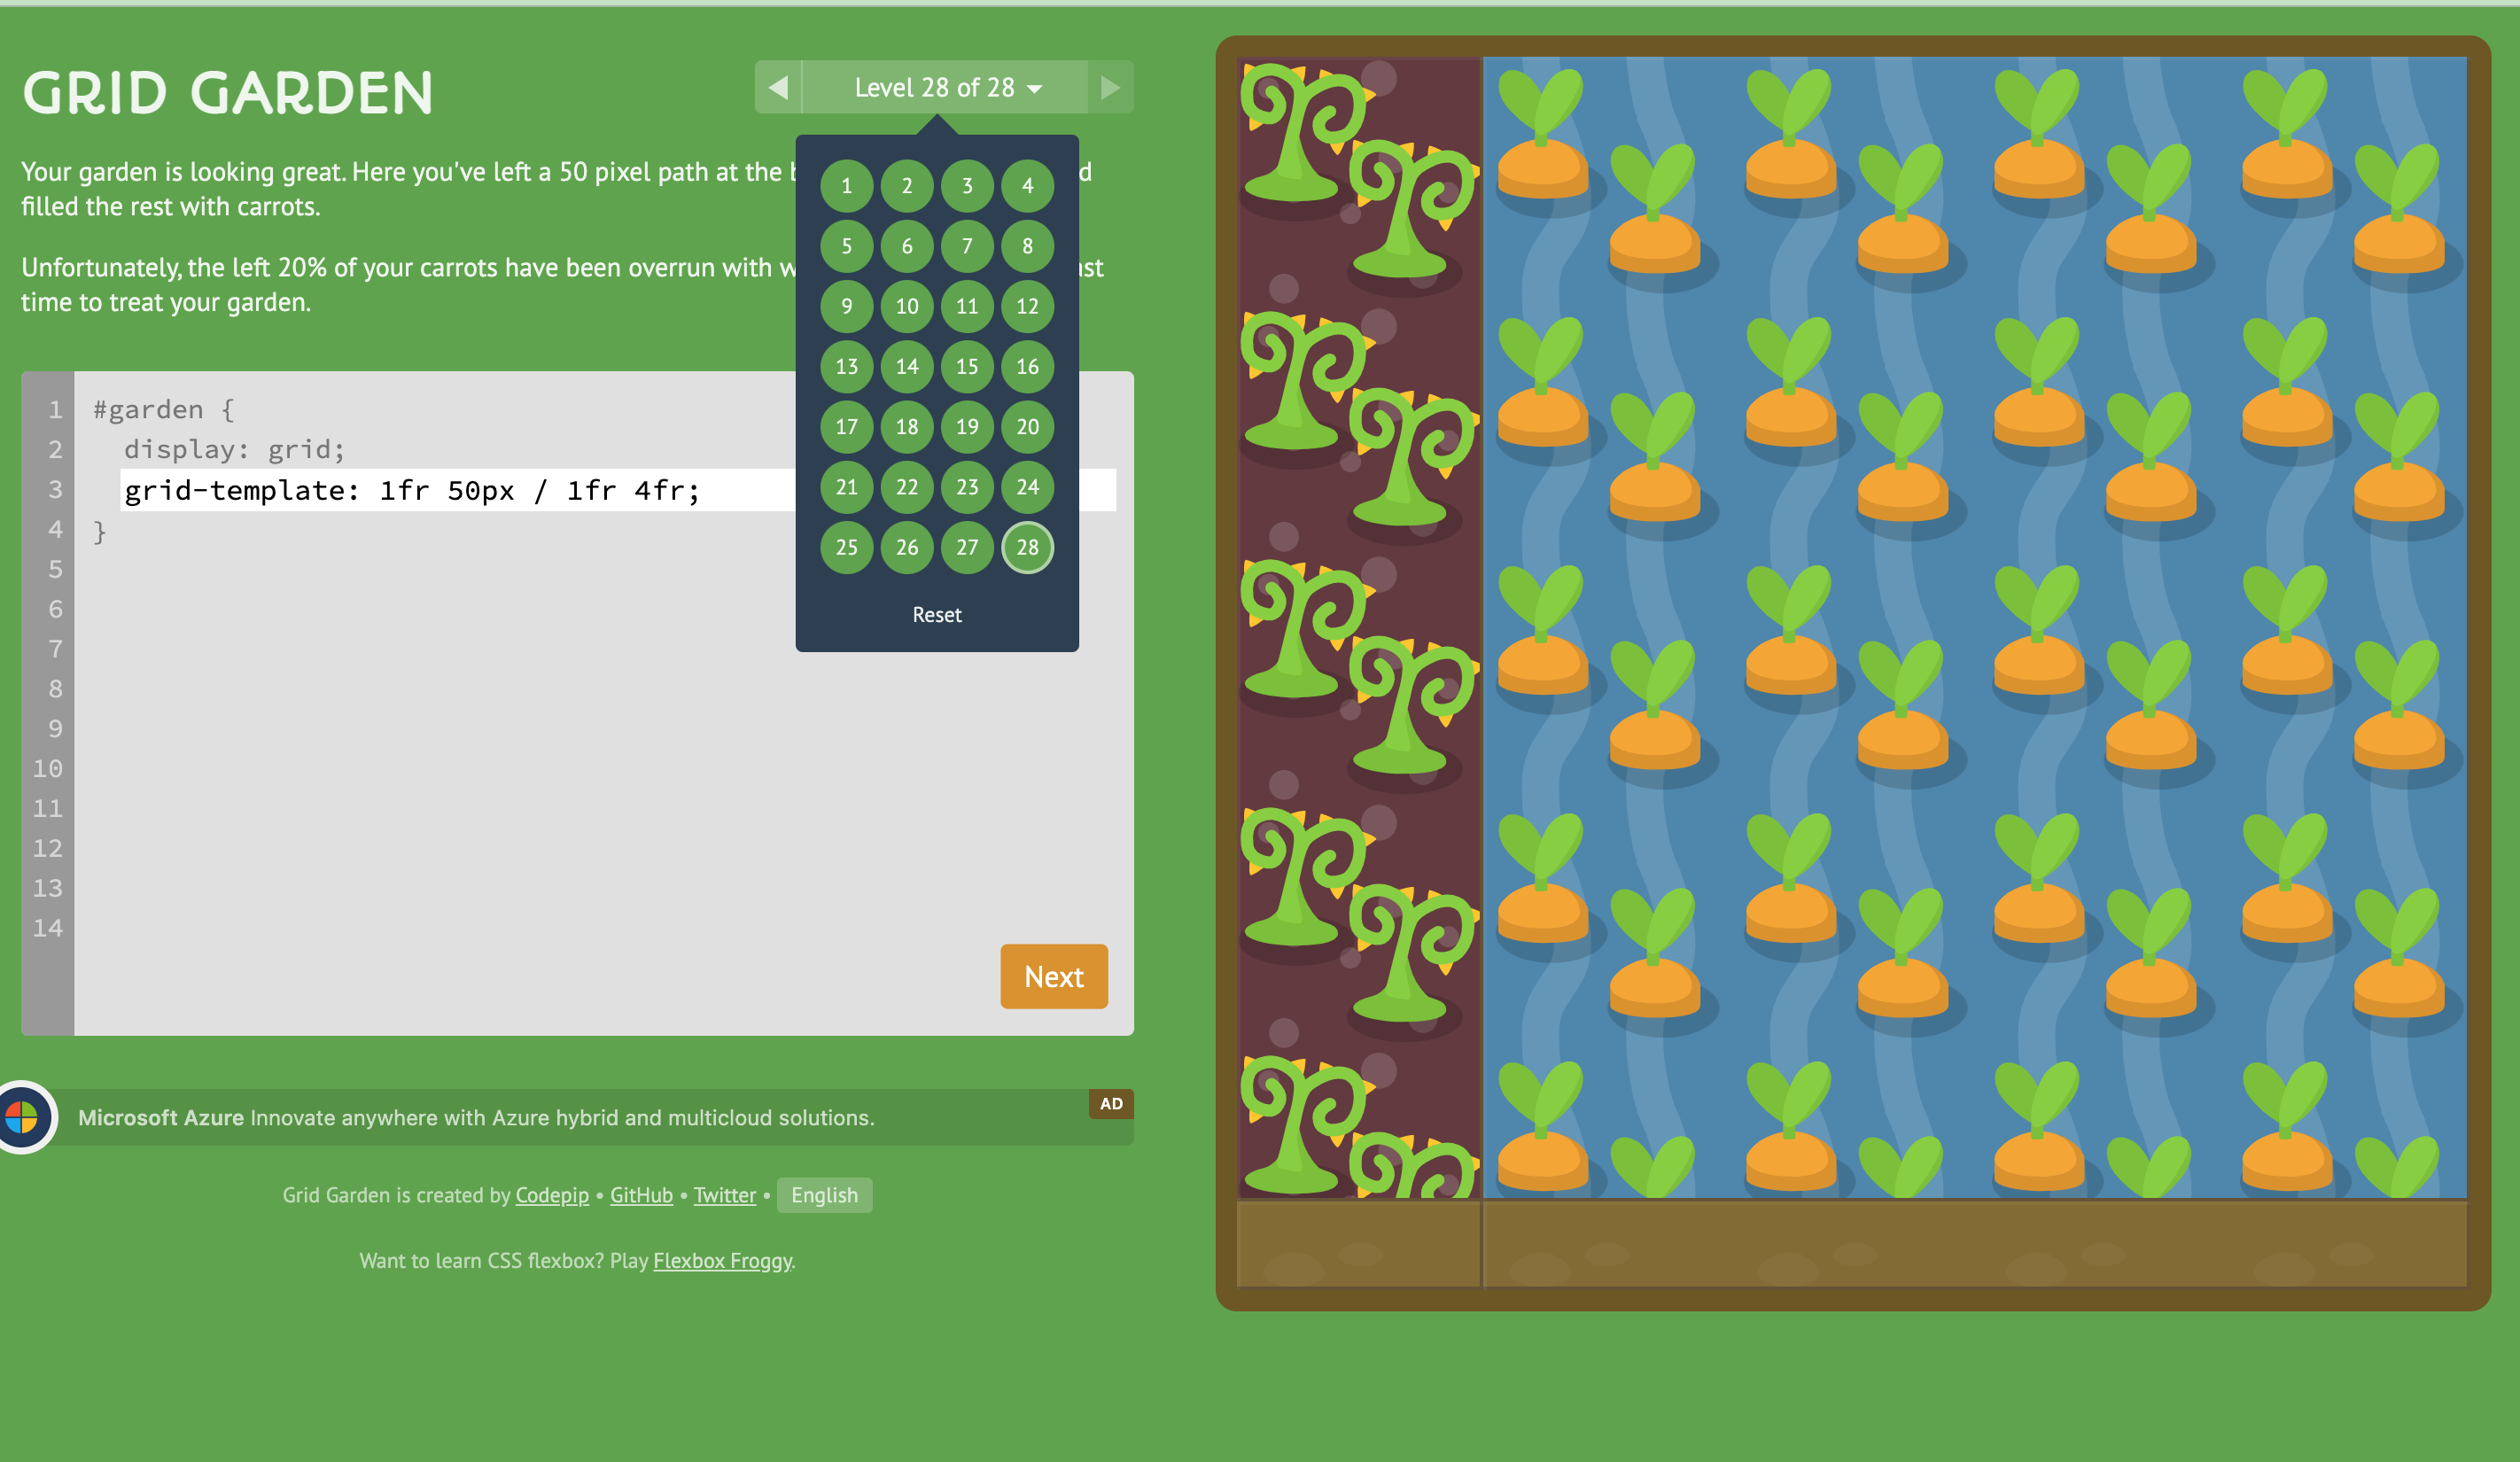 GRID GARDEN
Level 28 of 28
Your garden is looking great. Here you've left a 50 pixel path at the
filled the rest with carrots.
Unfortunately, the left 20% of your carrots have been overrun with
time to treat your garden.
1 2 3 4
5 6 7 8
9 10 11 12
13 14 15 16
17 18 19 20
21 22 23 24
25 26 27 28
Reset
1 #garden {
2 display: grid;
3 grid-template: 1fr 50px / 1fr 4fr;
4 }
5
6
7
8
9
10
11
12
13
14
Next
Microsoft Azure Innovate anywhere with Azure hybrid and multicloud solutions.
AD
Grid Garden is created by Codepip • GitHub • Twitter • English
Want to learn CSS flexbox? Play Flexbox Froggy.